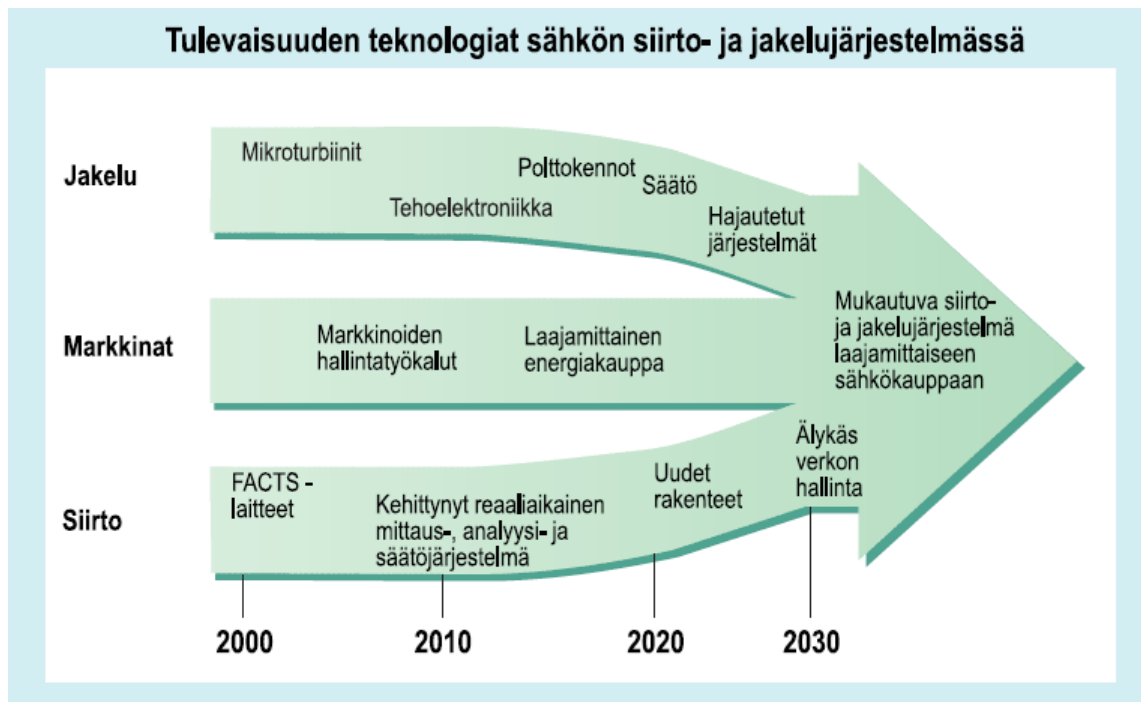 Tulevaisuuden teknologiat sähkön siirto- ja jakelujärjestelmässä
Jakelu
Mikroturbiinit
Tehoelektroniikka
Polttokennot
Säätö
Hajautetut
järjestelmät
Markkinat
Markkinoiden
hallintatyökalut
Laajamittainen
energiakauppa
Mukautuva siirto-
ja jakelujärjestelmä
laajamittaiseen
sähkökauppaan
Siirto
FACTS -
laitteet
Kehittynyt reaaliaikainen
mittaus-, analyysi- ja
säätöjärjestelmä
Uudet
rakenteet
Älykäs
verkon
hallinta
2000
2010
2020
2030